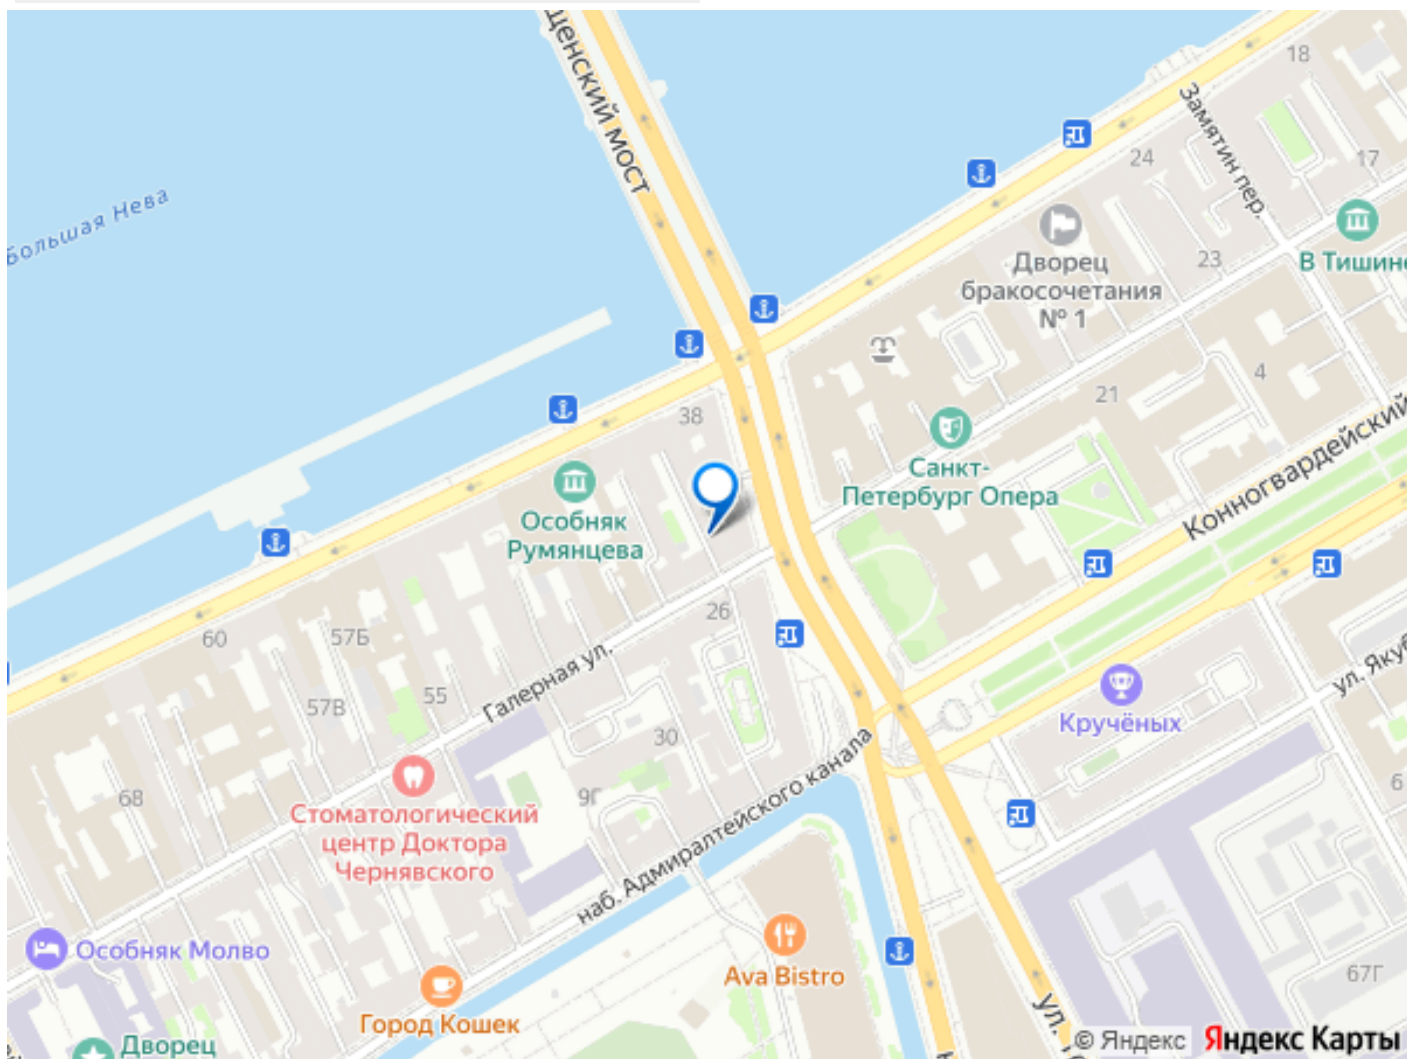 щенский мост
18
Замятин пер.
24
17
Большая Нева
Дворец
бракосочетания
№ 1
23
В Тишине
4
21
38
Санкт-
Петербург Опера
Конногвардейский
Особняк
Румянцева
26
60
57Б
Галерная ул.
55
57В
30
ул. Якуб
Кручёных
68
9Г
Стоматологический
центр Доктора
Чернявского
наб. Адмиралтейского канала
6
Особняк Молво
Ava Bistro
67Г
Город Кошек
ул.
Дворец
© Яндекс Яндекс Карты